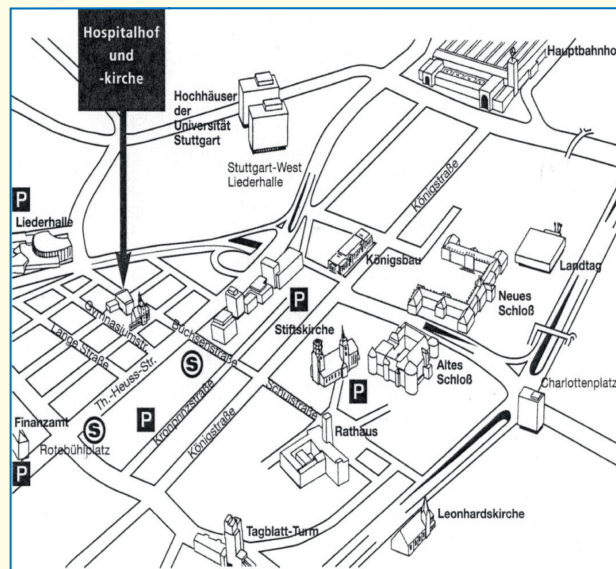 Hospitalhof
und
-kirche
Hauptbahnho
Hochhäuser
der
Universität
Stuttgart
Stuttgart-West
Liederhalle
Königstraße
P
Liederhalle
Königsbau
Landtag
Neues
Schloß
P
Gymnasiumstr.
Büchsenstraße
Stiftskirche
Lange Straße
Altes
Schloß
Th.-Heuss-Str.
S
P
Charlottenplatz
Schulstraße
Kronprinzstraße
Königstraße
Finanzamt
S
P
Rathaus
Rotebühlplatz
P
Leonhardskirche
Tagblatt-Turm